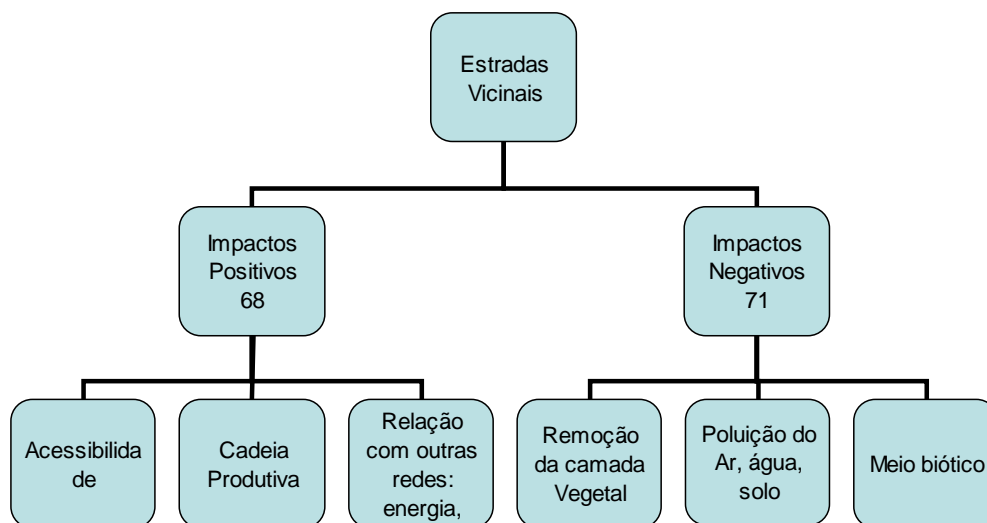 Estradas
Vicinais
Impactos
Positivos
68
Impactos
Negativos
71
Acessibilida
de
Cadeia
Produtiva
Relação
com outras
redes:
energia,
Remoção
da camada
Vegetal
Poluição do
Ar, água,
solo
Meio biótico